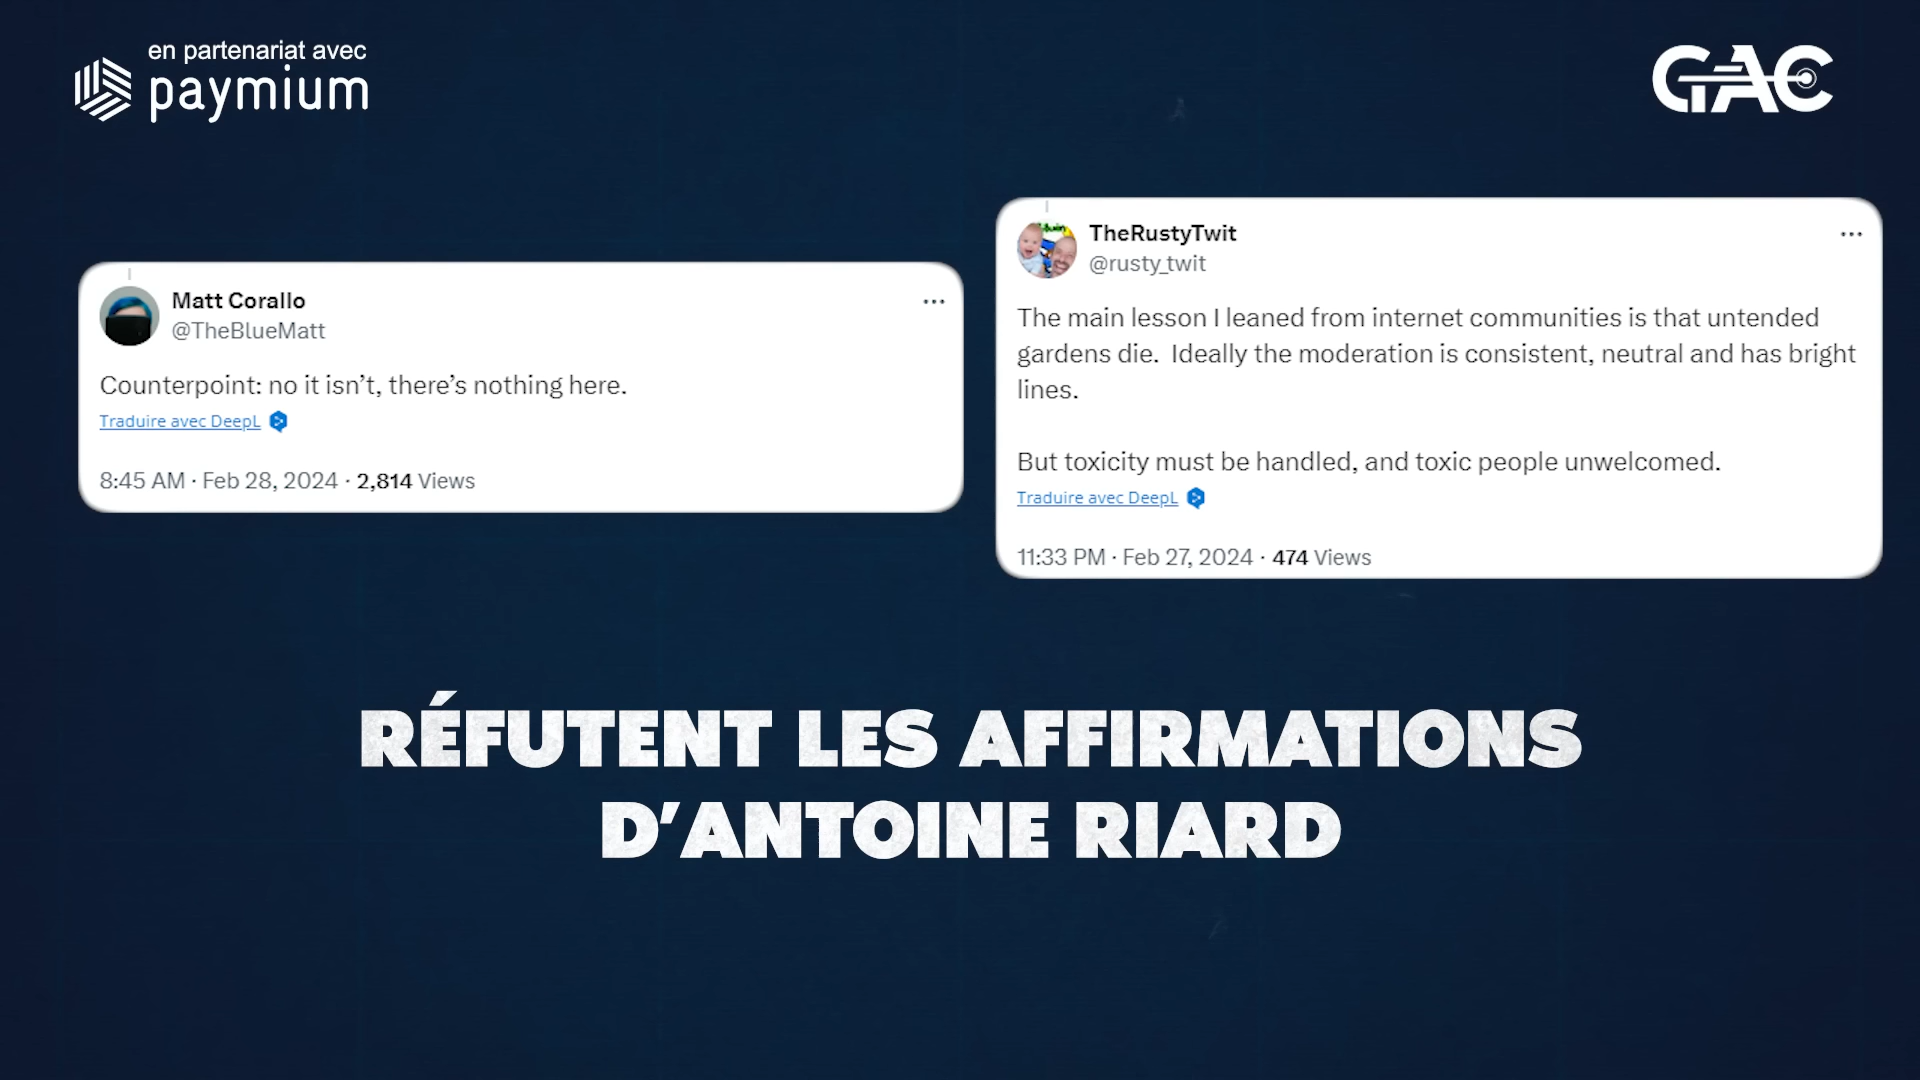 en partenariat avec
paymium
GAC
Matt Corallo
@TheBlueMatt
Counterpoint: no it isn’t, there’s nothing here.
Traduire avec DeepL
8:45 AM · Feb 28, 2024 · 2,814 Views
TheRustyTwit
@rusty_twit
The main lesson I leaned from internet communities is that untended
gardens die. Ideally the moderation is consistent, neutral and has bright
lines.
But toxicity must be handled, and toxic people unwelcomed.
Traduire avec DeepL
11:33 PM · Feb 27, 2024 · 474 Views
RÉFUTENT LES AFFIRMATIONS
D’ANTOINE RIARD